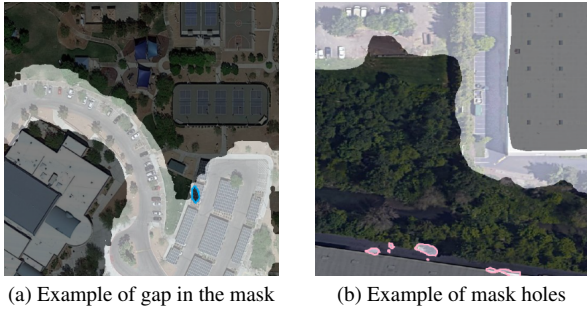 (a) Example of gap in the mask
(b) Example of mask holes